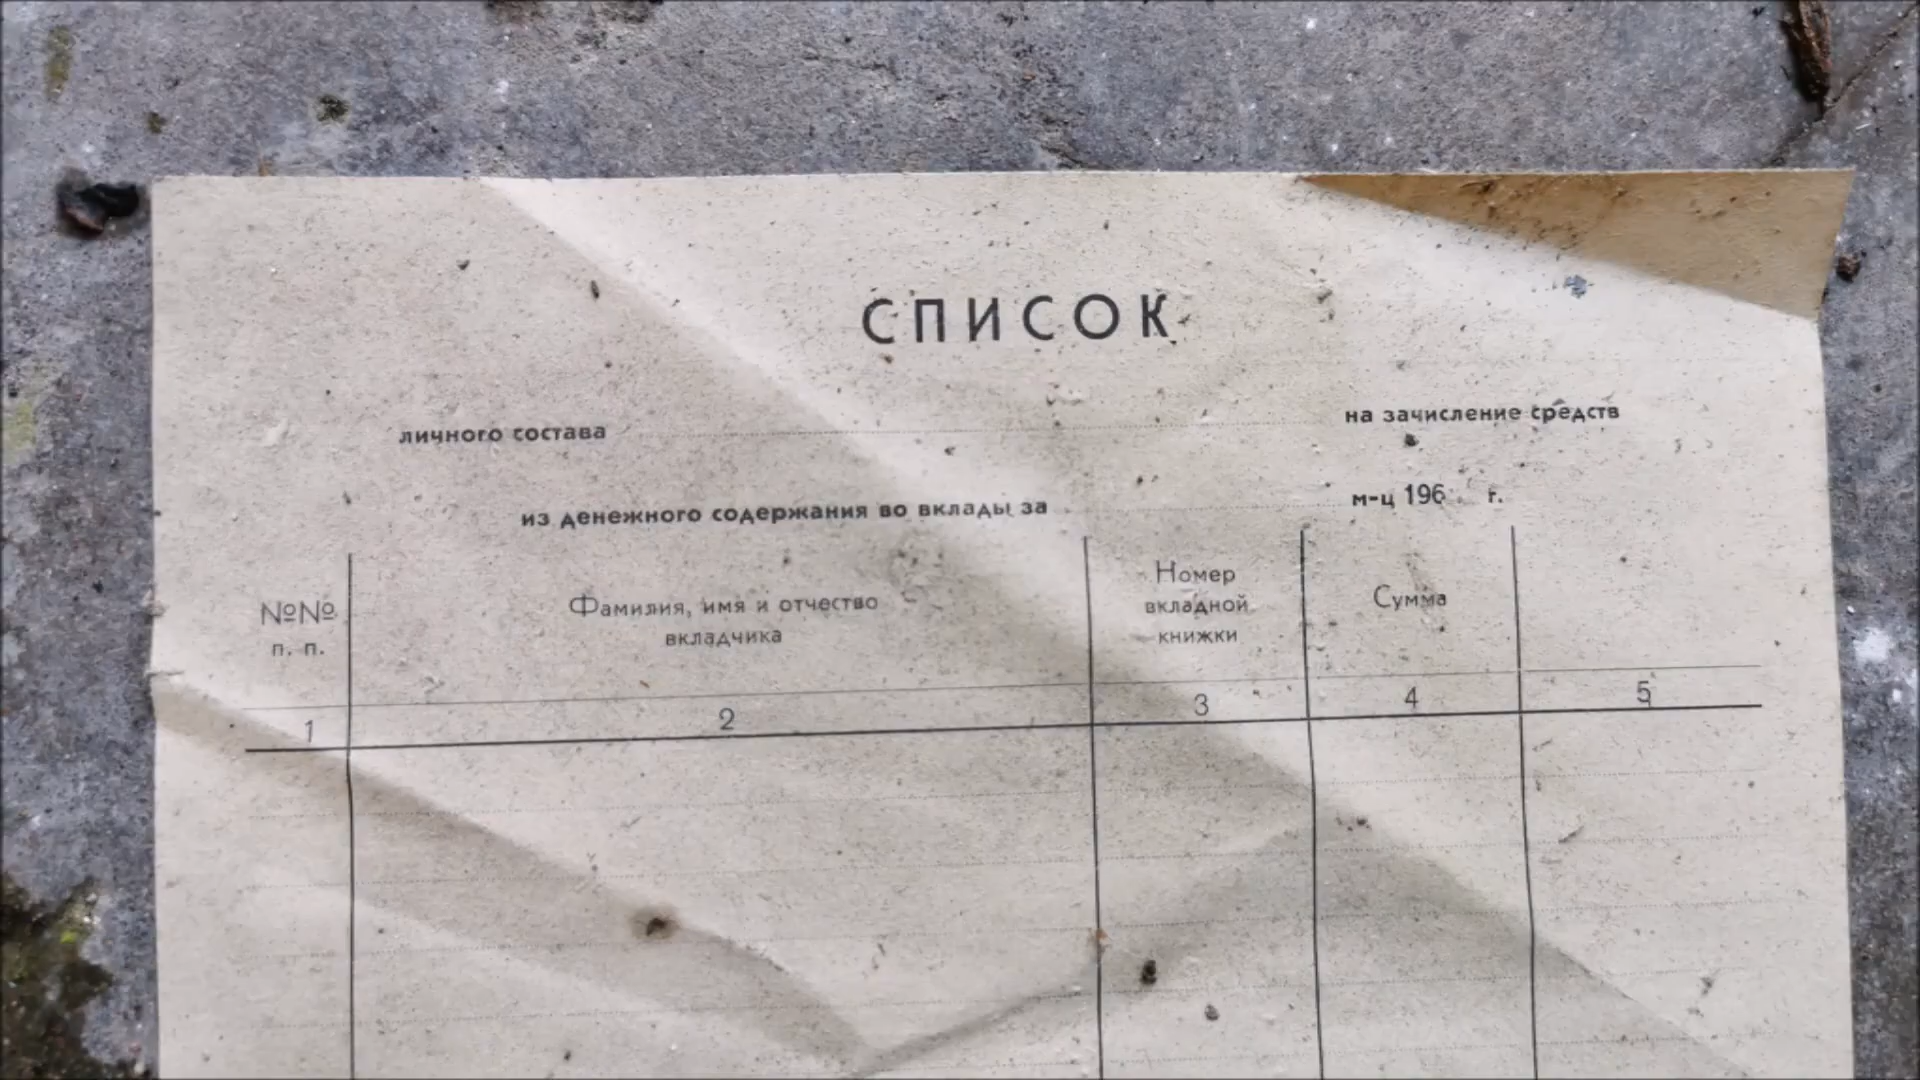 СПИСОК
личного состава на зачисление средств
из денежного содержания во вклады за м-ц 196 г.
№№
п. п.
Фамилия, имя и отчество
вкладчика
Номер
вкладной
книжки
Сумма
1 2 3 4 5